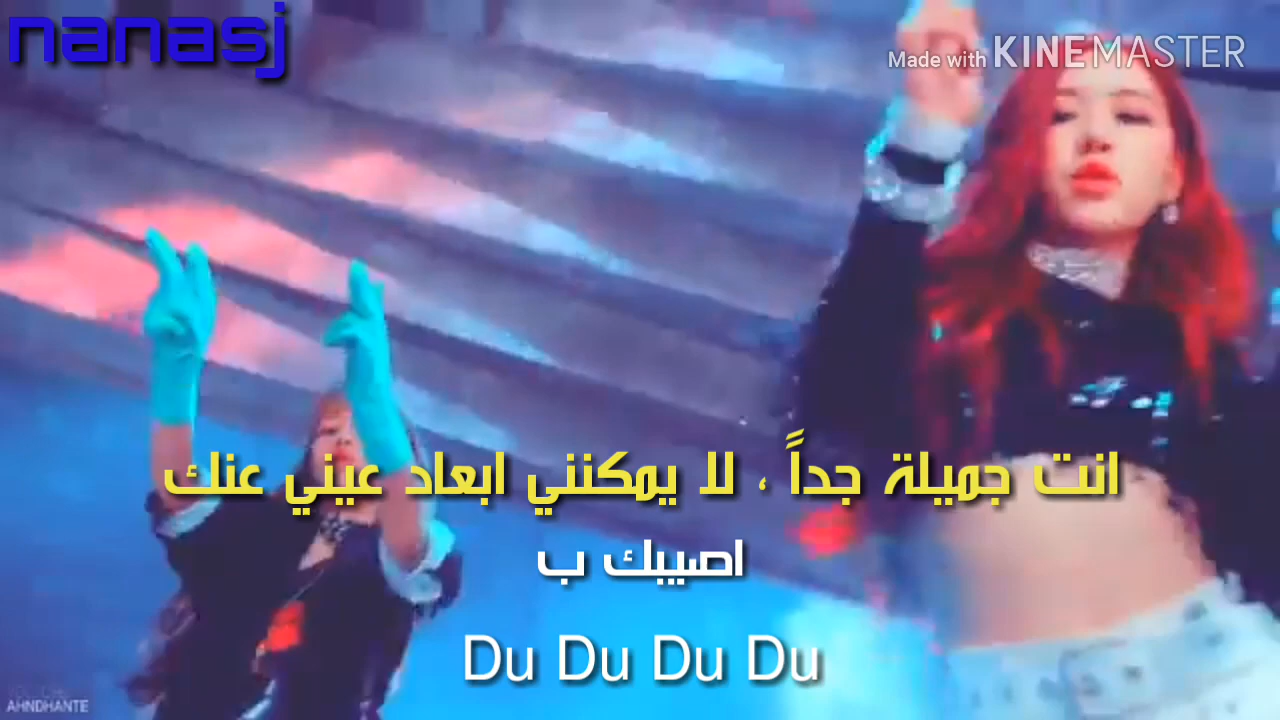 nanasj
Made with KINEMASTER
انت جميلة جداً ، لا يمكنني ابعاد عيني عنك
اصيبك ب
Du Du Du Du
AHNDHANTE